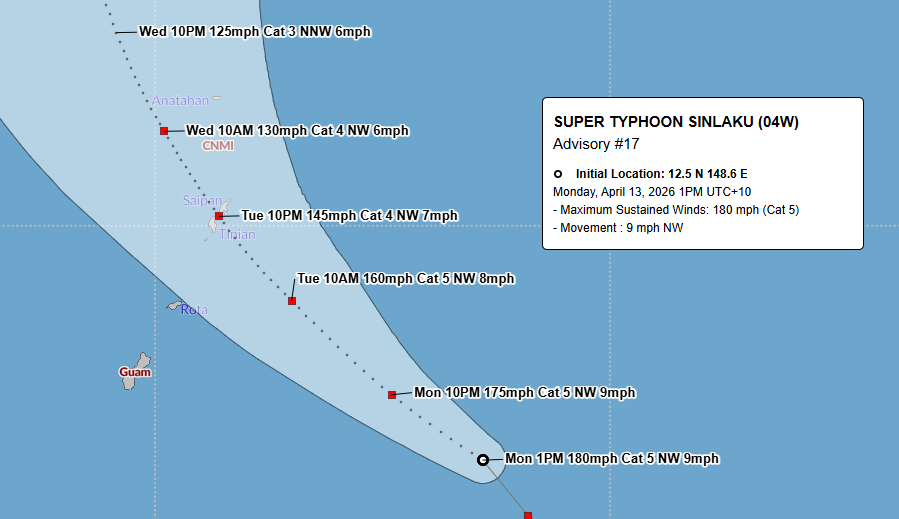 Wed 10PM 125mph Cat 3 NNW 6mph
Anatahan
Wed 10AM 130mph Cat 4 NW 6mph
CNMI
SUPER TYPHOON SINLAKU (04W)
Advisory #17
Initial Location: 12.5 N 148.6 E
Monday, April 13, 2026 1PM UTC+10
- Maximum Sustained Winds: 180 mph (Cat 5)
- Movement : 9 mph NW
Saipan
Tue 10PM 145mph Cat 4 NW 7mph
Tinian
Tue 10AM 160mph Cat 5 NW 8mph
Rota
Guam
Mon 10PM 175mph Cat 5 NW 9mph
Mon 1PM 180mph Cat 5 NW 9mph